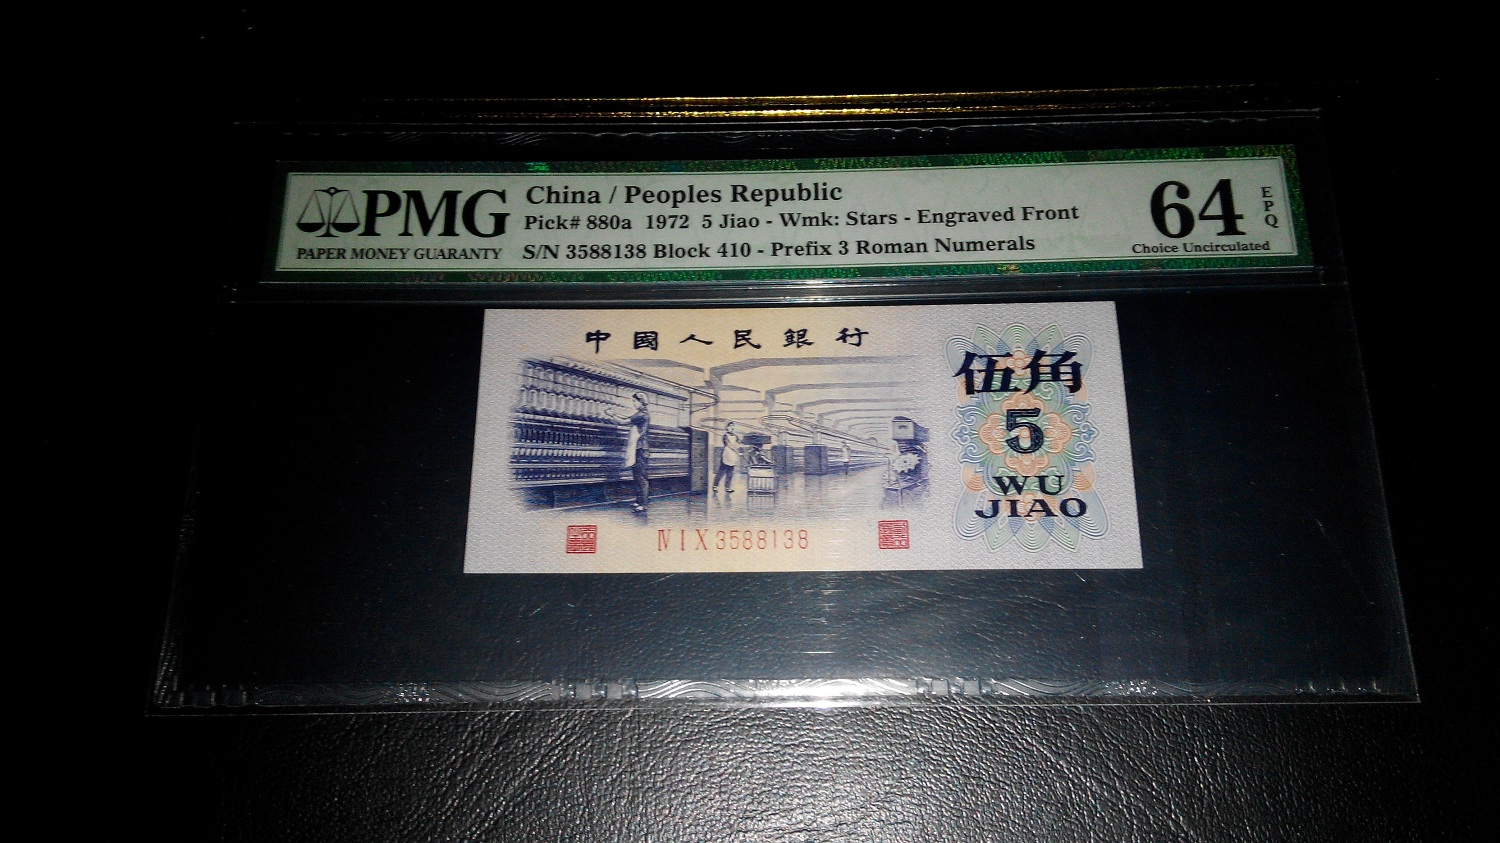 PMG
PAPER MONEY GUARANTY
China / Peoples Republic
Pick# 880a 1972 5 Jiao - Wmk: Stars - Engraved Front
S/N 3588138 Block 410 - Prefix 3 Roman Numerals
64
EPQ
Choice Uncirculated
中國人民銀行
伍角
5
WU
JIAO
Ⅳ Ⅰ Ⅹ 3588138